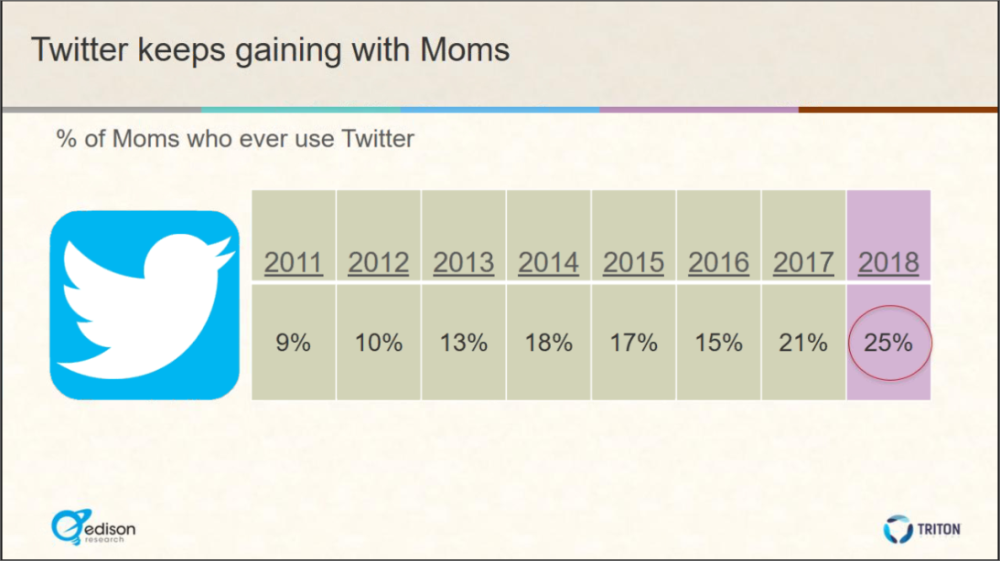 Twitter keeps gaining with Moms
% of Moms who ever use Twitter
2011 2012 2013 2014 2015 2016 2017 2018
9% 10% 13% 18% 17% 15% 21% 25%
edison
research
TRITON